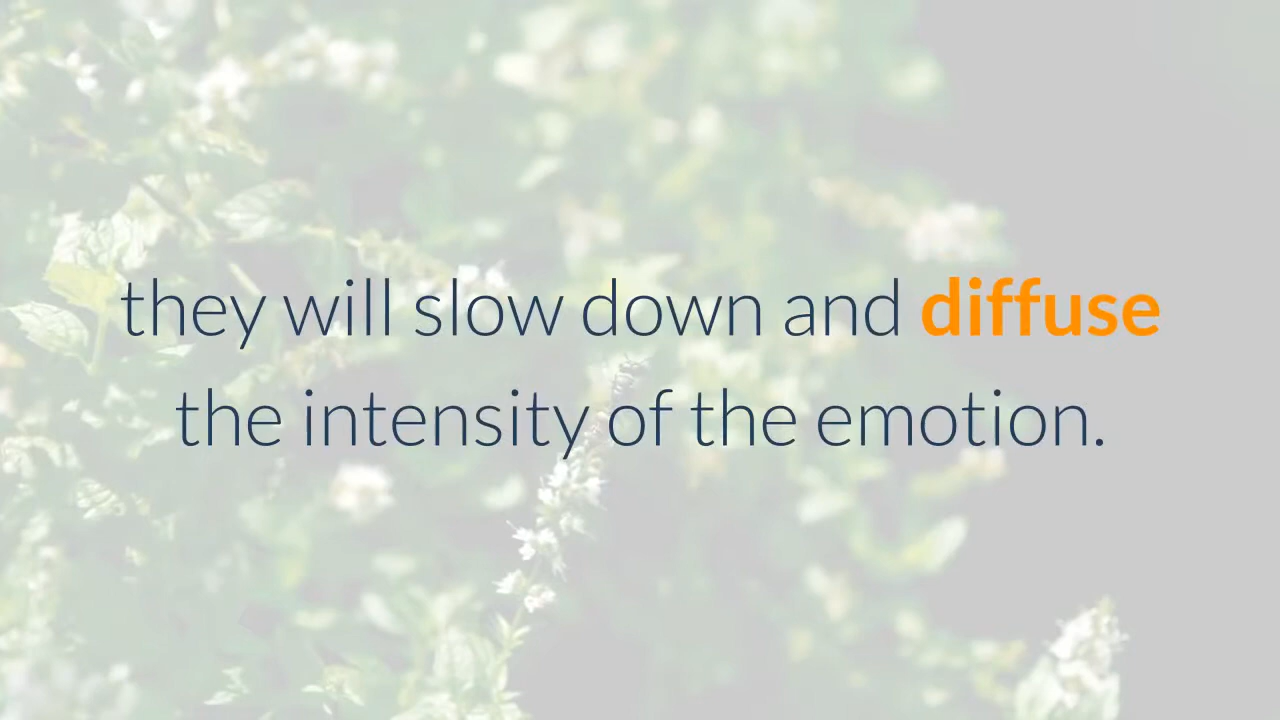 they will slow down and diffuse
the intensity of the emotion.